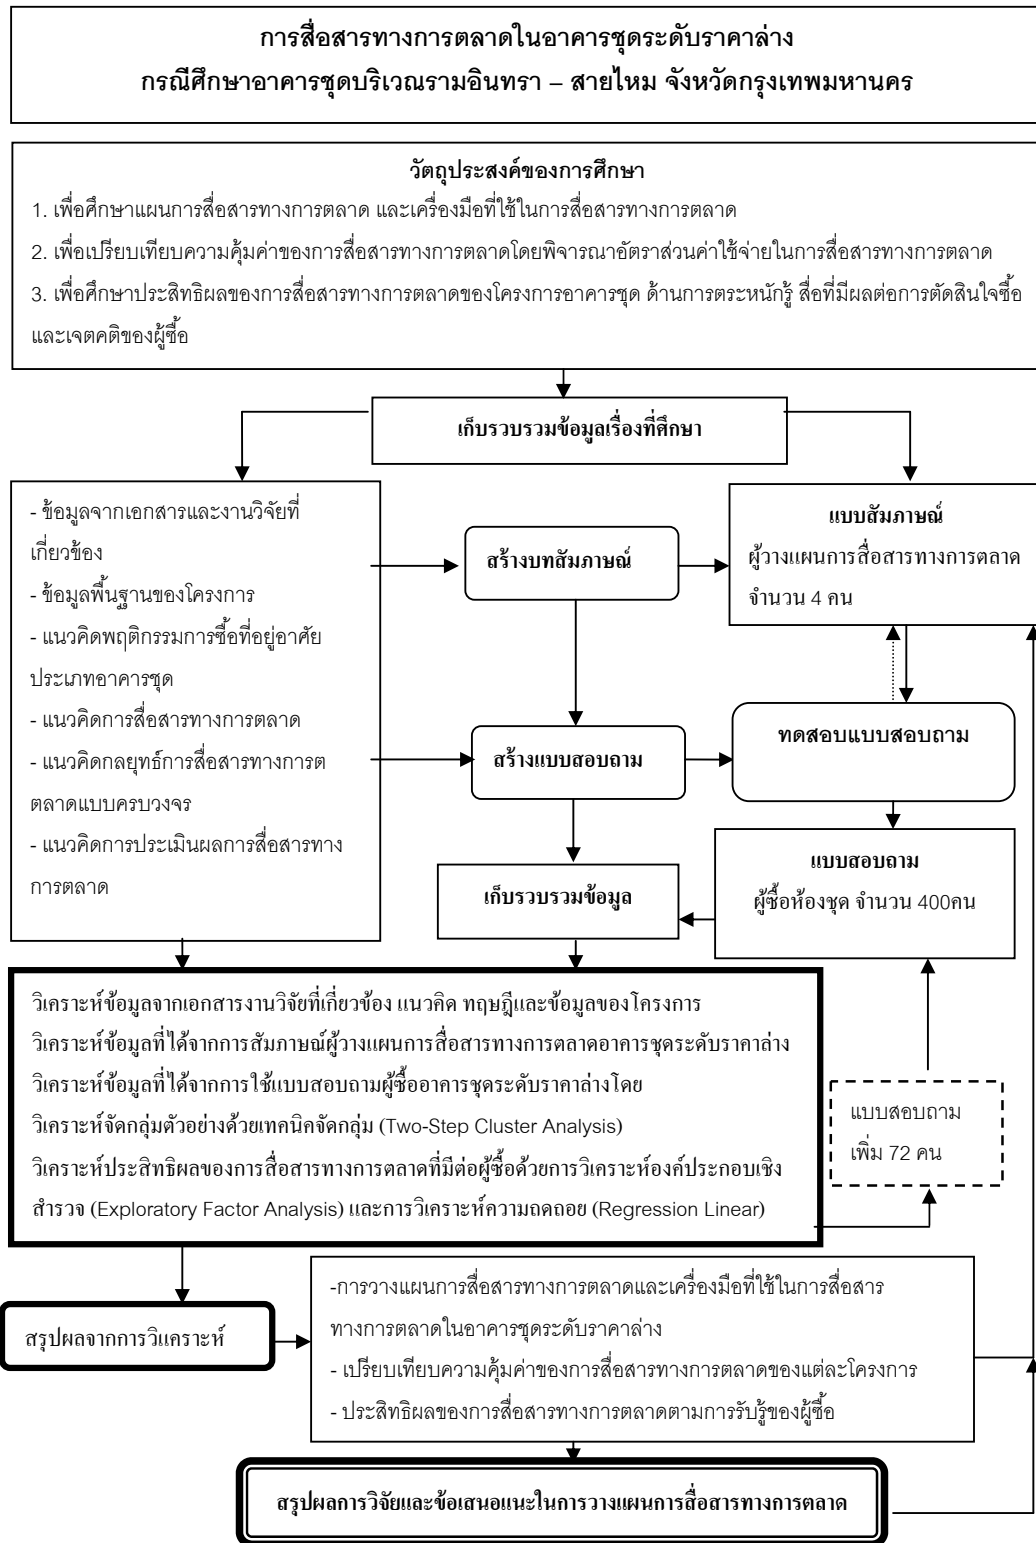 การสื่อสารทางการตลาดในอาคารชุดระดับราคาล่าง
กรณีศึกษาอาคารชุดบริเวณรามอินทรา – สายไหม จังหวัดกรุงเทพมหานคร
วัตถุประสงค์ของการศึกษา
1. เพื่อศึกษาแผนการสื่อสารทางการตลาด และเครื่องมือที่ใช้ในการสื่อสารทางการตลาด
2. เพื่อเปรียบเทียบความคุ้มค่าของการสื่อสารทางการตลาดโดยพิจารณาอัตราส่วนค่าใช้จ่ายในการสื่อสารทางการตลาด
3. เพื่อศึกษาประสิทธิผลของการสื่อสารทางการตลาดของโครงการอาคารชุด ด้านการตระหนักรู้ สื่อที่มีผลต่อการตัดสินใจซื้อ
และเจตคติของผู้ซื้อ
เก็บรวบรวมข้อมูลเรื่องที่ศึกษา
- ข้อมูลจากเอกสารและงานวิจัยที่
เกี่ยวข้อง
- ข้อมูลพื้นฐานของโครงการ
- แนวคิดพฤติกรรมการซื้อที่อยู่อาศัย
ประเภทอาคารชุด
- แนวคิดการสื่อสารทางการตลาด
- แนวคิดกลยุทธ์การสื่อสารทางการต
ตลาดแบบครบวงจร
- แนวคิดการประเมินผลการสื่อสารทาง
การตลาด
สร้างบทสัมภาษณ์
แบบสัมภาษณ์
ผู้วางแผนการสื่อสารทางการตลาด
จำนวน 4 คน
สร้างแบบสอบถาม
ทดสอบแบบสอบถาม
เก็บรวบรวมข้อมูล
แบบสอบถาม
ผู้ซื้อห้องชุด จำนวน 400คน
วิเคราะห์ข้อมูลจากเอกสารงานวิจัยที่เกี่ยวข้อง แนวคิด ทฤษฎีและข้อมูลของโครงการ
วิเคราะห์ข้อมูลที่ได้จากการสัมภาษณ์ผู้วางแผนการสื่อสารทางการตลาดอาคารชุดระดับราคาล่าง
วิเคราะห์ข้อมูลที่ได้จากการใช้แบบสอบถามผู้ซื้ออาคารชุดระดับราคาล่างโดย
วิเคราะห์จัดกลุ่มตัวอย่างด้วยเทคนิคจัดกลุ่ม (Two-Step Cluster Analysis)
วิเคราะห์ประสิทธิผลของการสื่อสารทางการตลาดที่มีต่อผู้ซื้อด้วยการวิเคราะห์องค์ประกอบเชิง
สำรวจ (Exploratory Factor Analysis) และการวิเคราะห์ความถดถอย (Regression Linear)
แบบสอบถาม
เพิ่ม 72 คน
สรุปผลจากการวิแคราะห์
-การวางแผนการสื่อสารทางการตลาดและเครื่องมือที่ใช้ในการสื่อสาร
ทางการตลาดในอาคารชุดระดับราคาล่าง
- เปรียบเทียบความคุ้มค่าของการสื่อสารทางการตลาดของแต่ละโครงการ
- ประสิทธิผลของการสื่อสารทางการตลาดตามการรับรู้ของผู้ซื้อ
สรุปผลการวิจัยและข้อเสนอแนะในการวางแผนการสื่อสารทางการตลาด